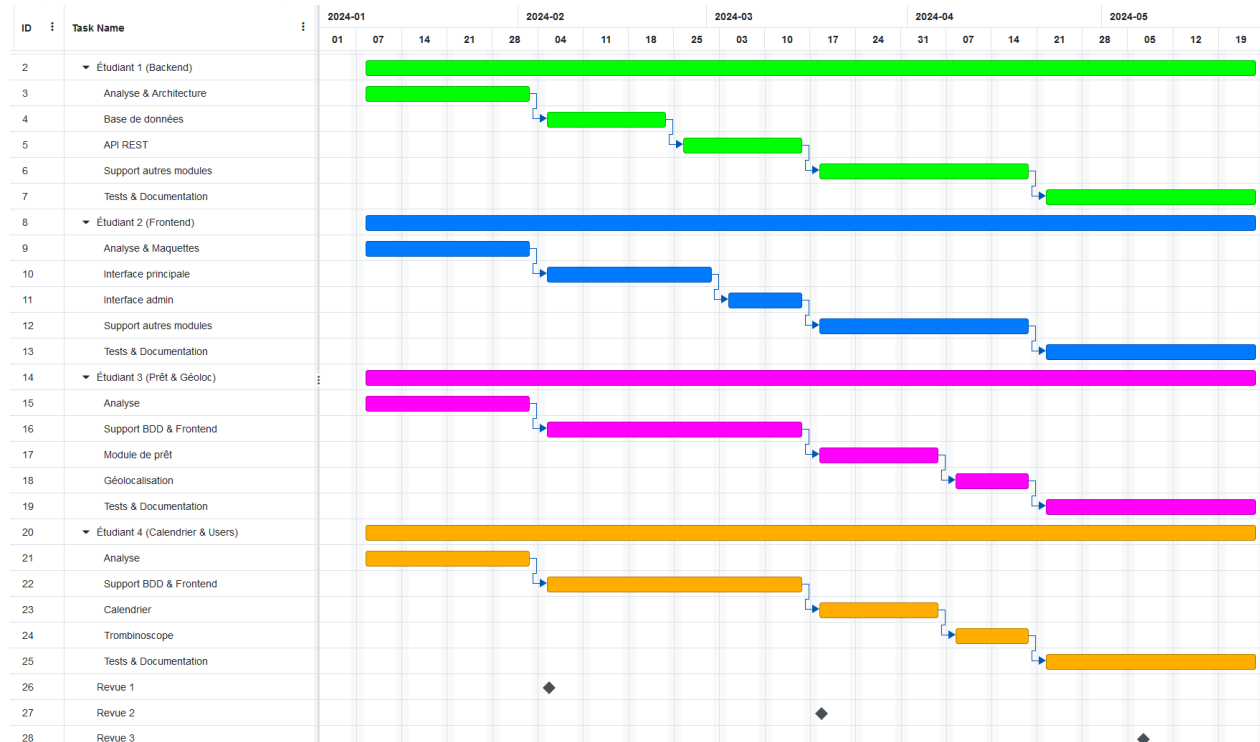 ID Task Name 2024-01 2024-02 2024-03 2024-04 2024-05
01 07 14 21 28 04 11 18 25 03 10 17 24 31 07 14 21 28 05 12 19
2 Étudiant 1 (Backend)
3 Analyse & Architecture
4 Base de données
5 API REST
6 Support autres modules
7 Tests & Documentation
8 Étudiant 2 (Frontend)
9 Analyse & Maquettes
10 Interface principale
11 Interface admin
12 Support autres modules
13 Tests & Documentation
14 Étudiant 3 (Prêt & Géoloc)
15 Analyse
16 Support BDD & Frontend
17 Module de prêt
18 Géolocalisation
19 Tests & Documentation
20 Étudiant 4 (Calendrier & Users)
21 Analyse
22 Support BDD & Frontend
23 Calendrier
24 Trombinoscope
25 Tests & Documentation
26 Revue 1
27 Revue 2
28 Revue 3